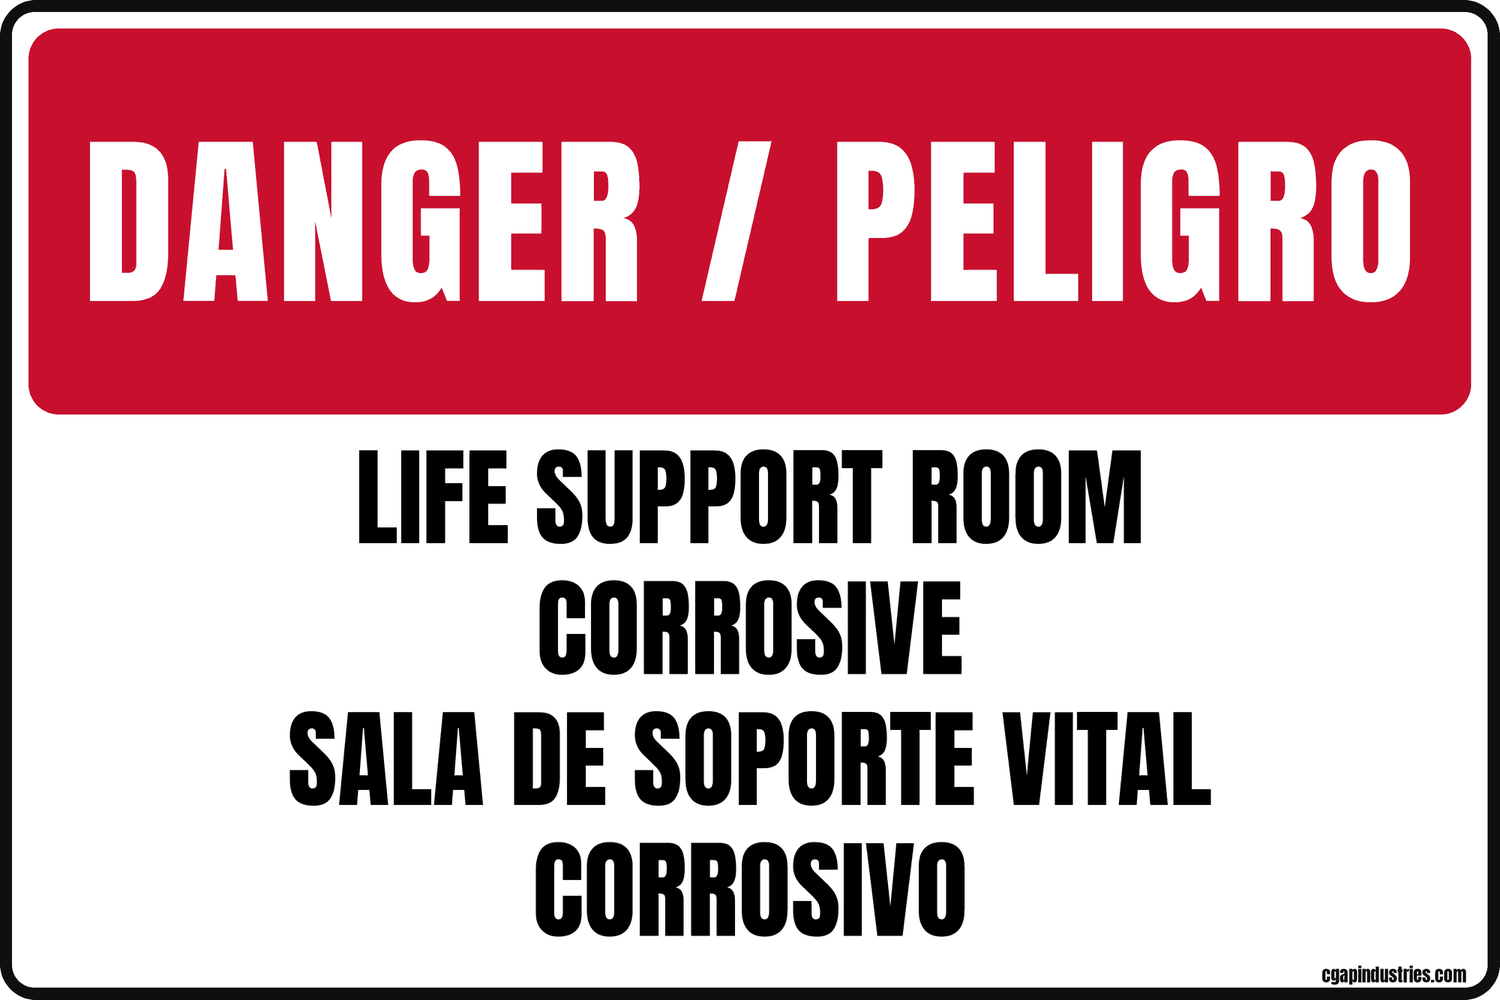 DANGER / PELIGRO
LIFE SUPPORT ROOM
CORROSIVE
SALA DE SOPORTE VITAL
CORROSIVO
cgapindustries.com